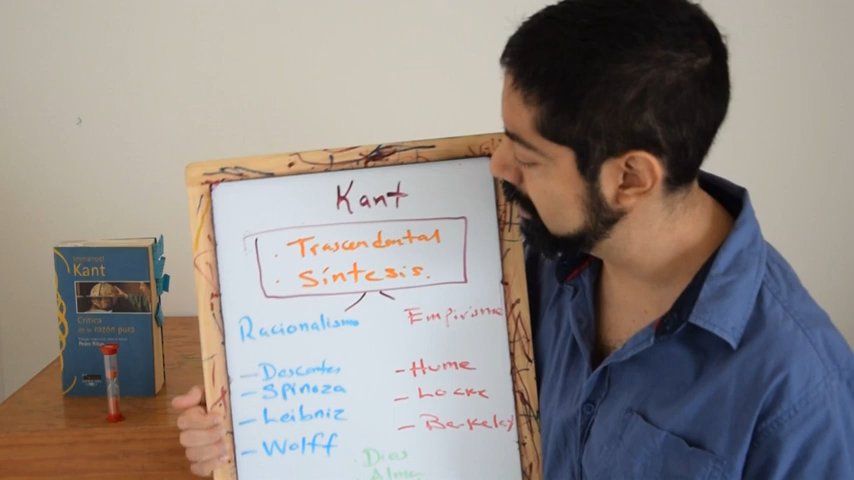 Kant
· Trascendental
· Síntesis.
Racionalismo
Empirismo
- Descartes
- Spinoza
- Leibniz
- Wolff
- Hume
- Locke
- Berkeley
· Dios
· Alma
Immanuel
Kant
Crítica
de la razón pura